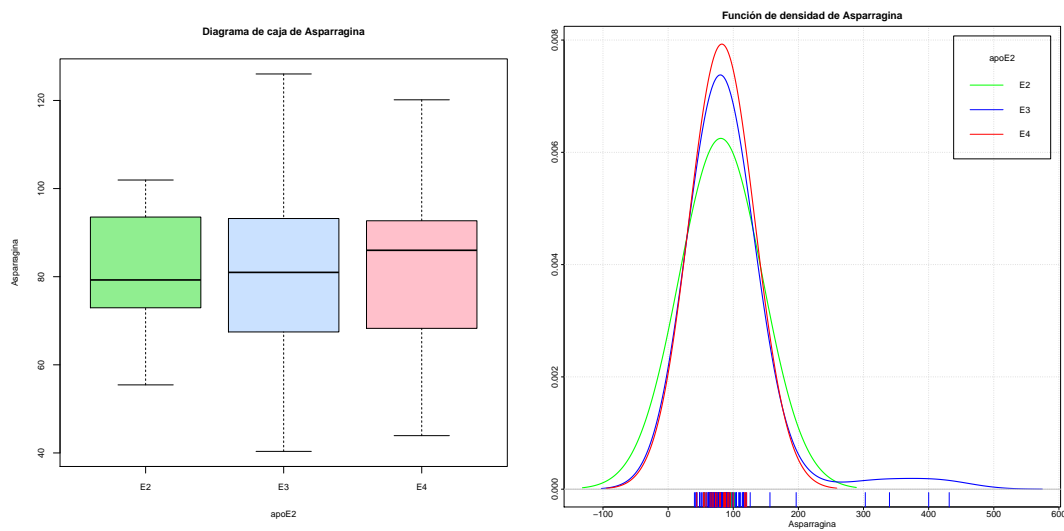 Diagrama de caja de Asparragina
Asparragina
120
100
80
60
40
E2
E3
E4
apoE2
Función de densidad de Asparragina
0.008
0.006
0.004
0.002
0.000
apoE2
E2
E3
E4
−100
0
100
200
300
400
500
600
Asparragina